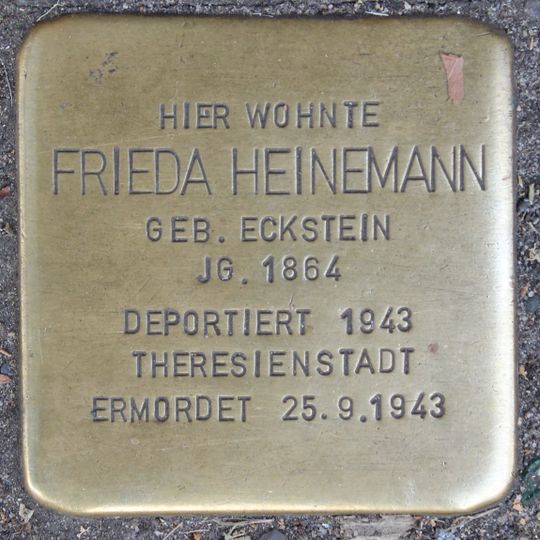 HIER WOHNTE
FRIEDA HEINEMANN
GEB. ECKSTEIN
JG. 1864
DEPORTIERT 1943
THERESIENSTADT
ERMORDET 25.9.1943